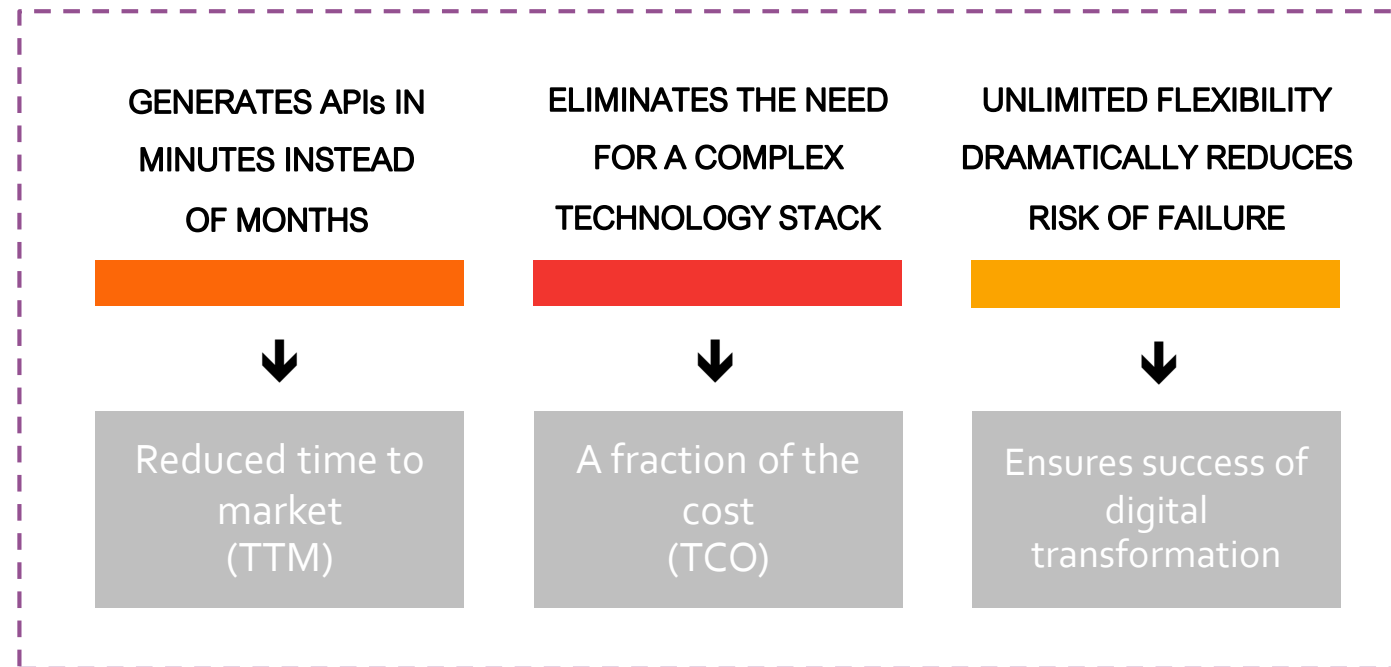 GENERATES APIs IN
MINUTES INSTEAD
OF MONTHS
Reduced time to
market
(TTM)
ELIMINATES THE NEED
FOR A COMPLEX
TECHNOLOGY STACK
A fraction of the
cost
(TCO)
UNLIMITED FLEXIBILITY
DRAMATICALLY REDUCES
RISK OF FAILURE
Ensures success of
digital
transformation